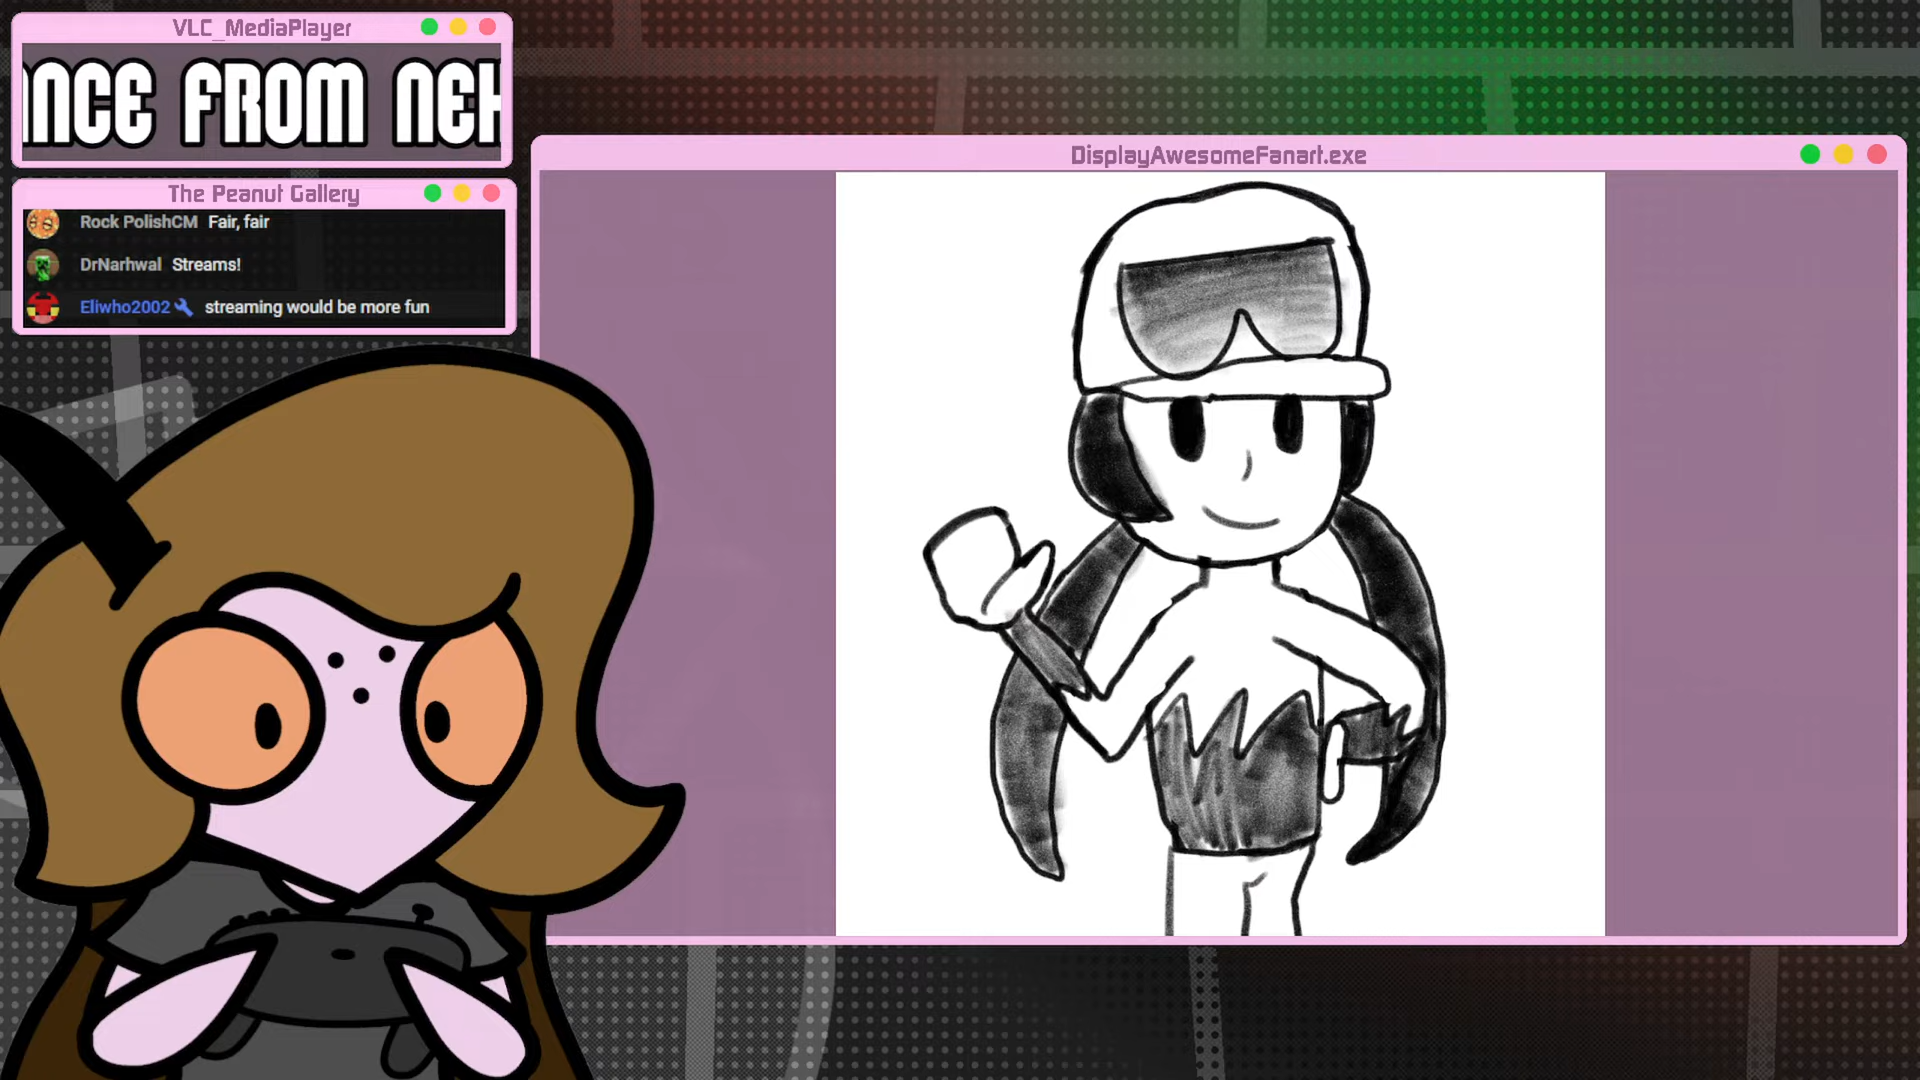 VLC_MediaPlayer
NCE FROM NEH
The Peanut Gallery
Rock PolishCM Fair, fair
DrNarhwal Streams!
Eliwho2002 streaming would be more fun
DisplayAwesomeFanart.exe